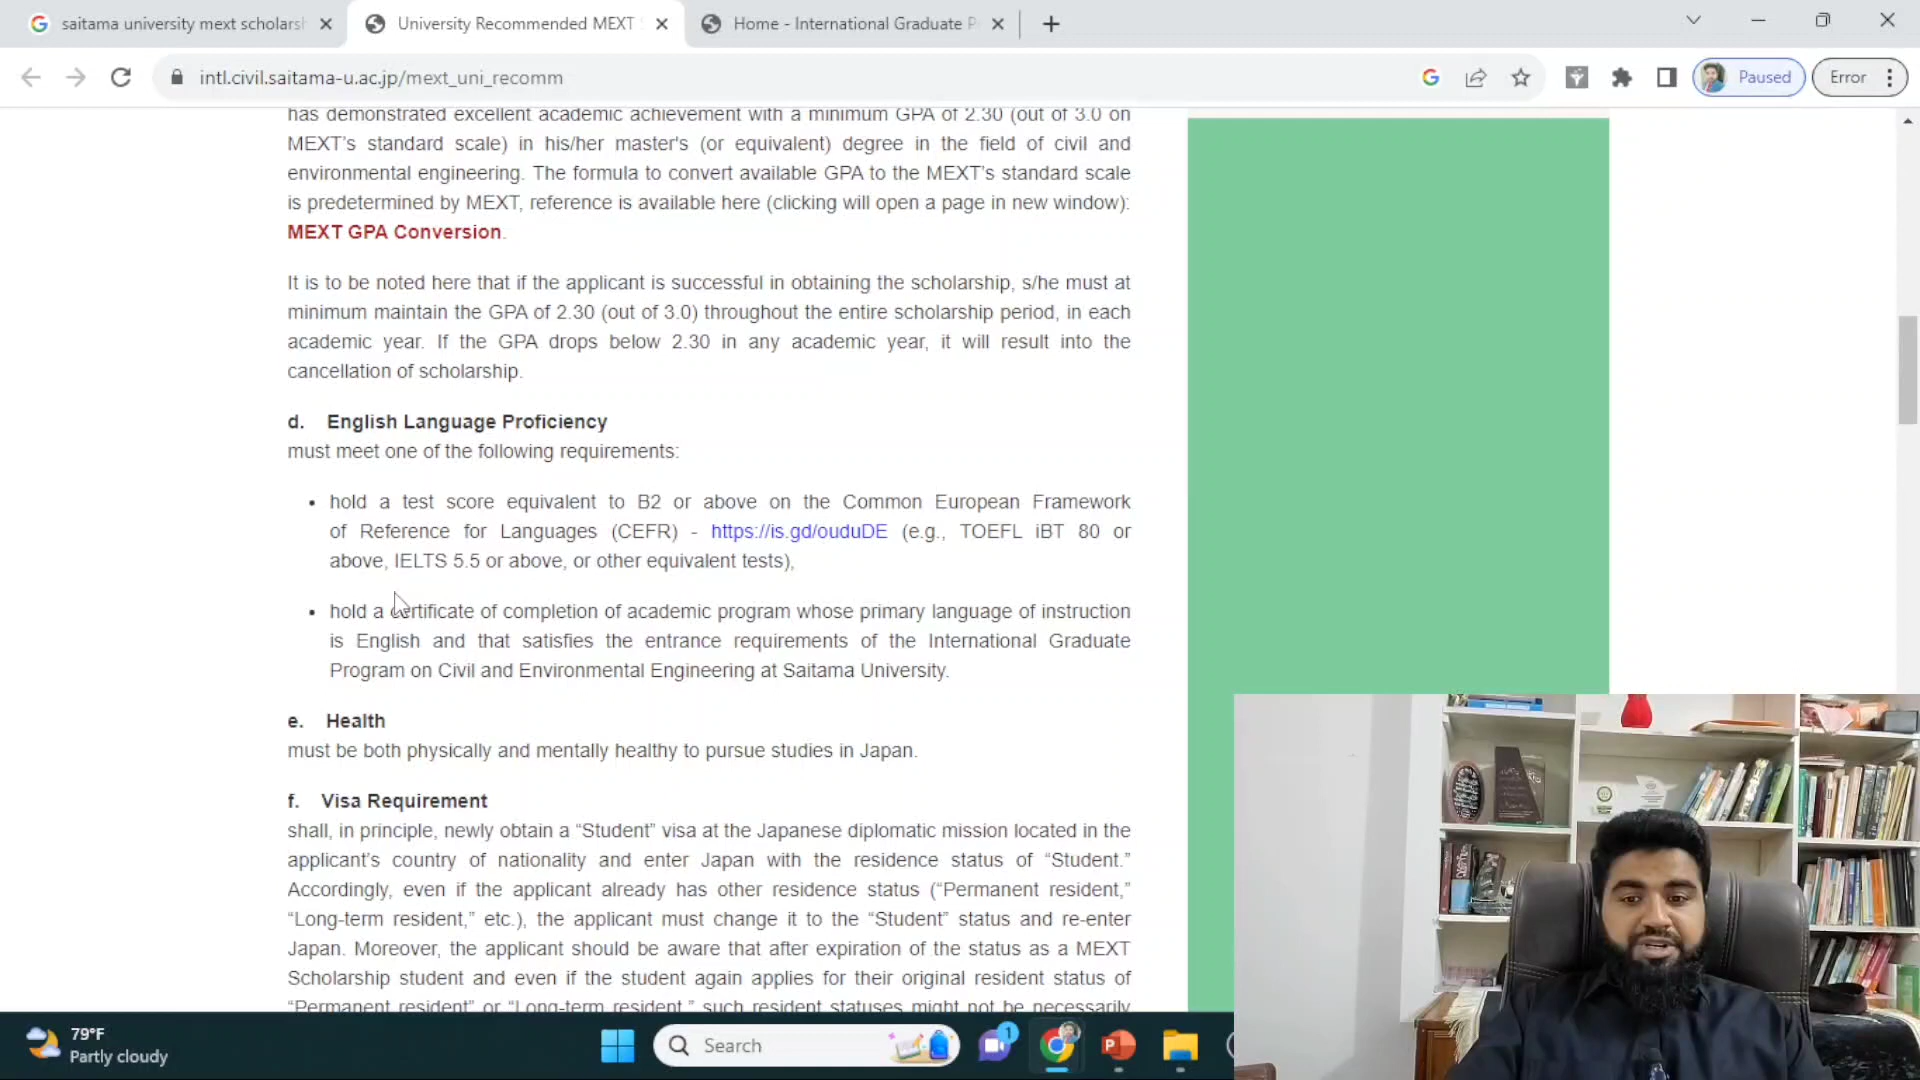 saitama university mext scholars
University Recommended MEXT
Home - International Graduate P
intl.civil.saitama-u.ac.jp/mext_uni_recomm
Paused
Error
has demonstrated excellent academic achievement with a minimum GPA of 2.30 (out of 3.0 on
MEXT’s standard scale) in his/her master's (or equivalent) degree in the field of civil and
environmental engineering. The formula to convert available GPA to the MEXT’s standard scale
is predetermined by MEXT, reference is available here (clicking will open a page in new window):
MEXT GPA Conversion.
It is to be noted here that if the applicant is successful in obtaining the scholarship, s/he must at
minimum maintain the GPA of 2.30 (out of 3.0) throughout the entire scholarship period, in each
academic year. If the GPA drops below 2.30 in any academic year, it will result into the
cancellation of scholarship.
d. English Language Proficiency
must meet one of the following requirements:
• hold a test score equivalent to B2 or above on the Common European Framework
of Reference for Languages (CEFR) - https://is.gd/ouduDE (e.g., TOEFL iBT 80 or
above, IELTS 5.5 or above, or other equivalent tests),
• hold a certificate of completion of academic program whose primary language of instruction
is English and that satisfies the entrance requirements of the International Graduate
Program on Civil and Environmental Engineering at Saitama University.
e. Health
must be both physically and mentally healthy to pursue studies in Japan.
f. Visa Requirement
shall, in principle, newly obtain a “Student” visa at the Japanese diplomatic mission located in the
applicant’s country of nationality and enter Japan with the residence status of “Student.”
Accordingly, even if the applicant already has other residence status (“Permanent resident,”
“Long-term resident,” etc.), the applicant must change it to the “Student” status and re-enter
Japan. Moreover, the applicant should be aware that after expiration of the status as a MEXT
Scholarship student and even if the student again applies for their original resident status of
“Permanent resident” or “Long-term resident,” such resident statuses might not be necessarily
79°F
Partly cloudy
Search
1